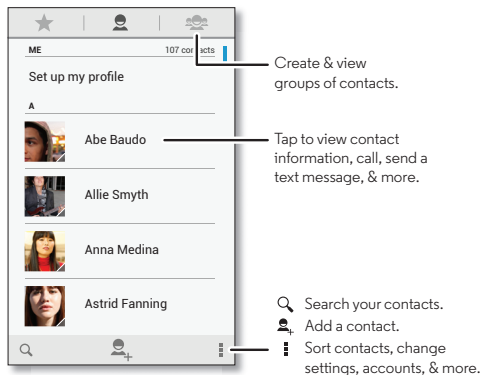 ME 107 contacts
Set up my profile
A
Abe Baudo
Allie Smyth
Anna Medina
Astrid Fanning
Create & view
groups of contacts.
Tap to view contact
information, call, send a
text message, & more.
Search your contacts.
Add a contact.
Sort contacts, change
settings, accounts, & more.